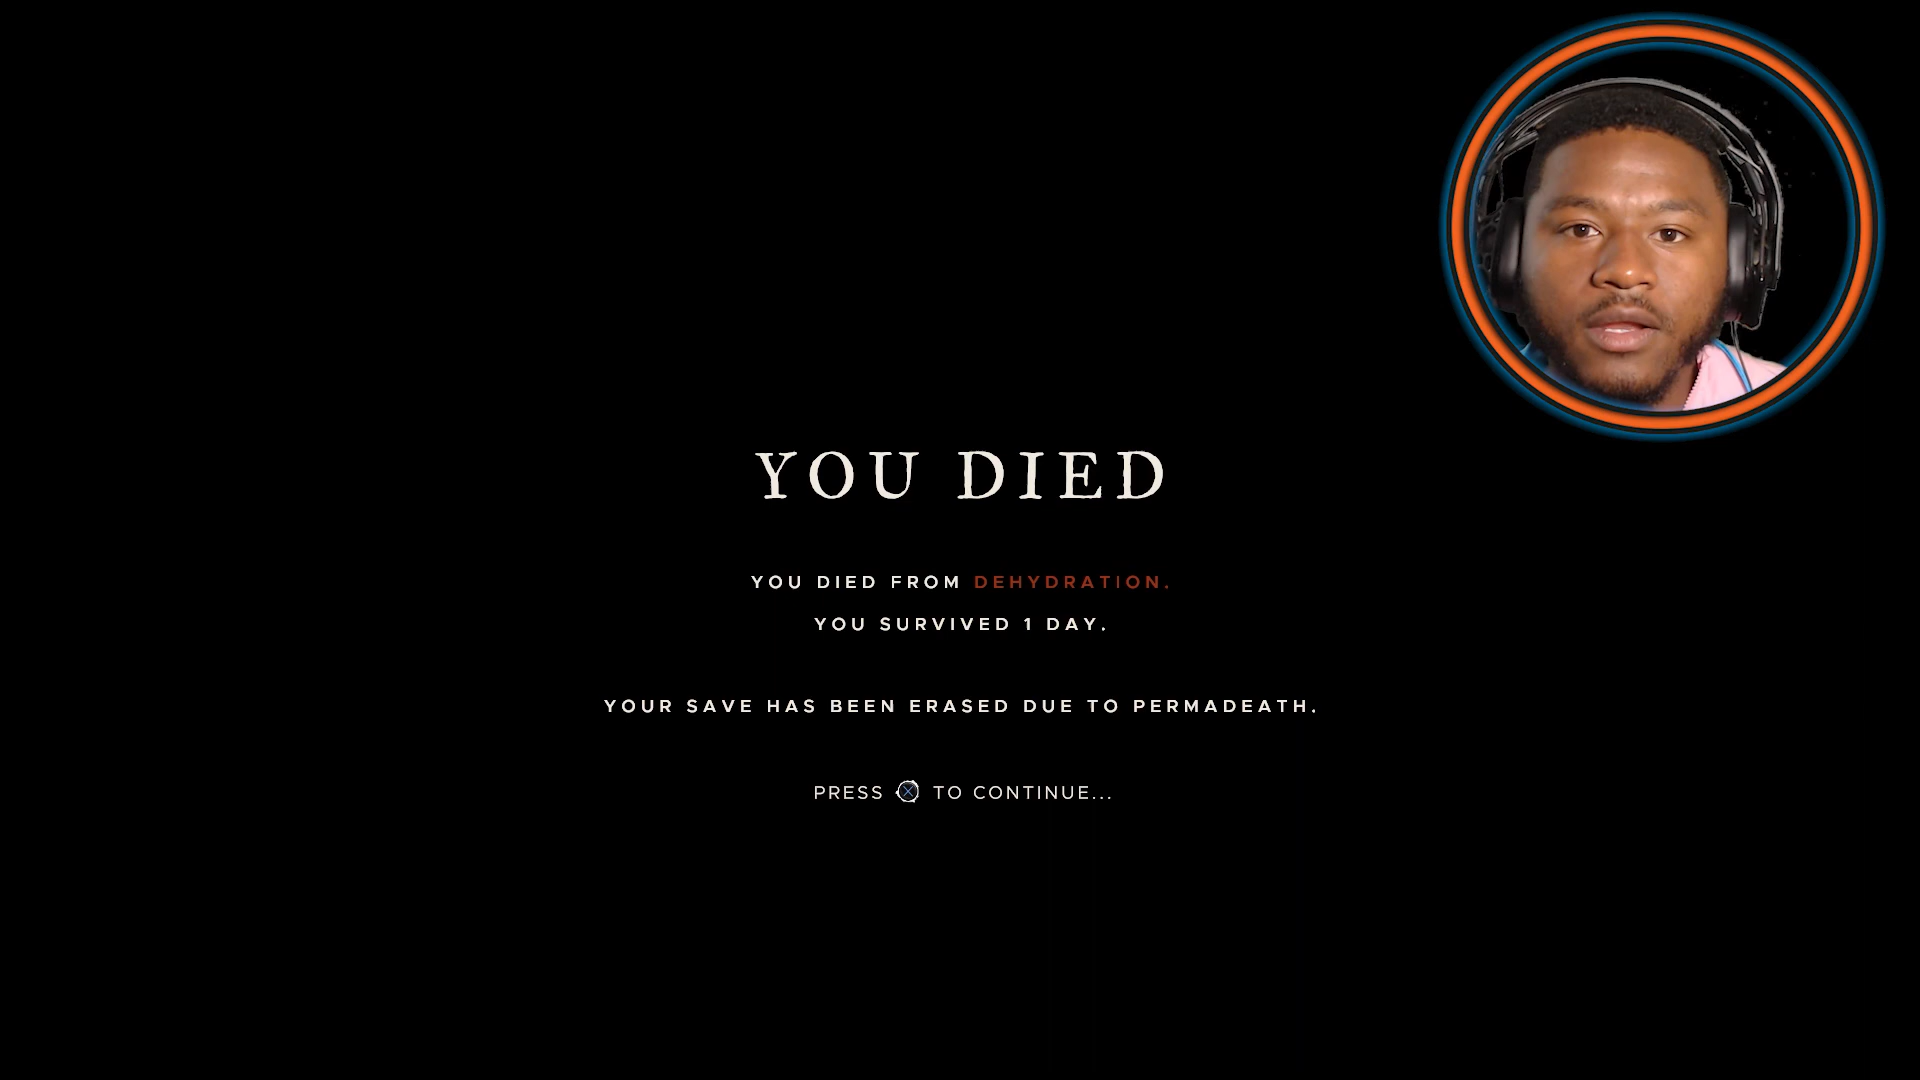 YOU DIED
YOU DIED FROM DEHYDRATION.
YOU SURVIVED 1 DAY.
YOUR SAVE HAS BEEN ERASED DUE TO PERMADEATH.
PRESS X TO CONTINUE...